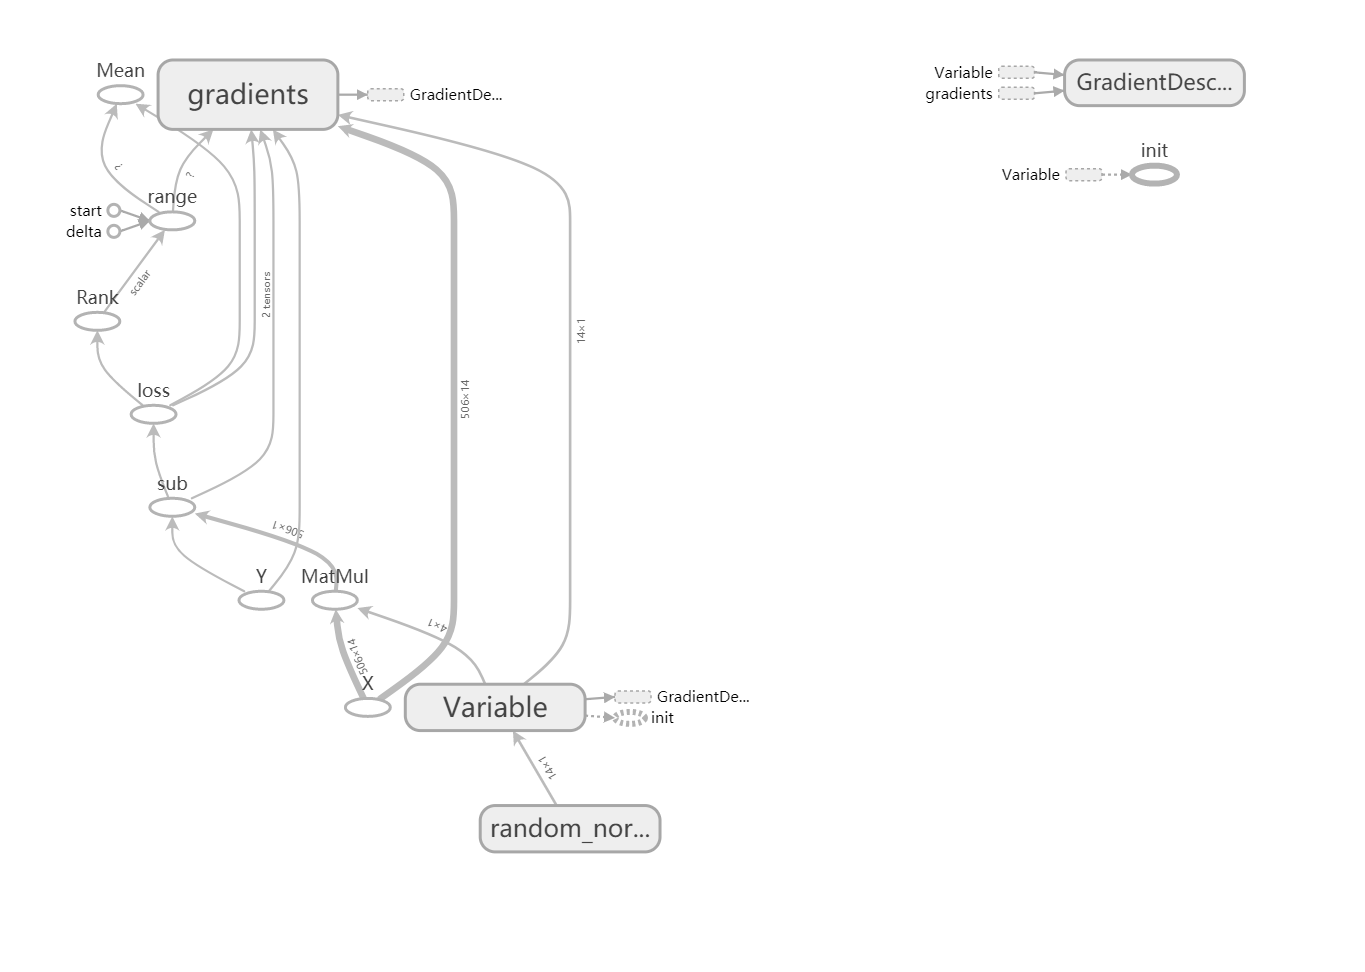 Mean
gradients
GradientDe...
?
?
range
start
delta
scalar
Rank
2 tensors
14×1
506×14
loss
sub
506×1
Y
MatMul
4×1
506×14
X
Variable
GradientDe...
init
14×1
random_nor...
Variable
gradients
GradientDesc...
init
Variable